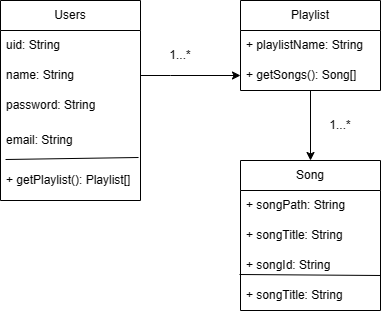 Users
uid: String
name: String
password: String
email: String
+ getPlaylist(): Playlist[]
1...*
Playlist
+ playlistName: String
+ getSongs(): Song[]
1...*
Song
+ songPath: String
+ songTitle: String
+ songId: String
+ songTitle: String